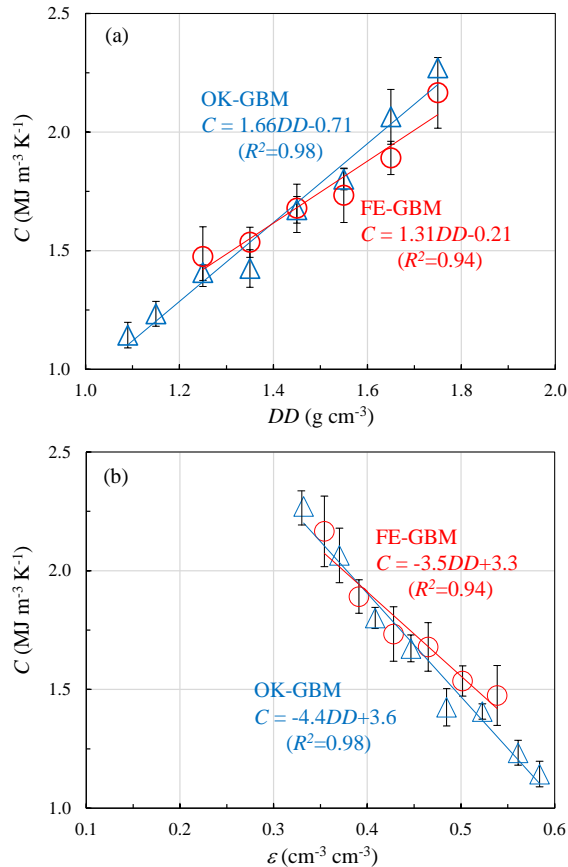 (a)
OK-GBM
C = 1.66DD-0.71
(R²=0.98)
FE-GBM
C = 1.31DD-0.21
(R²=0.94)
C (MJ m⁻³ K⁻¹)
2.5
2.0
1.5
1.0
1.0 1.2 1.4 1.6 1.8 2.0
DD (g cm⁻³)
(b)
FE-GBM
C = -3.5DD+3.3
(R²=0.94)
OK-GBM
C = -4.4DD+3.6
(R²=0.98)
C (MJ m⁻³ K⁻¹)
2.5
2.0
1.5
1.0
0.1 0.2 0.3 0.4 0.5 0.6
ε (cm⁻³ cm⁻³)